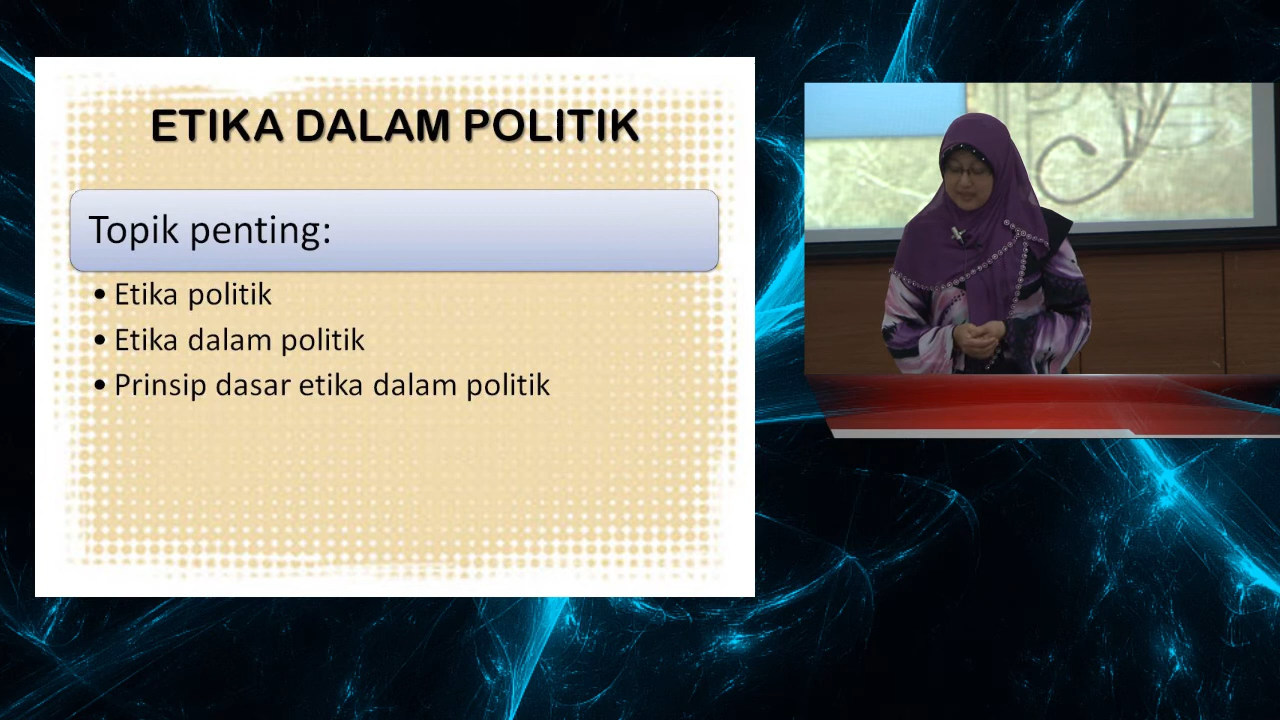 ETIKA DALAM POLITIK
Topik penting:
• Etika politik
• Etika dalam politik
• Prinsip dasar etika dalam politik